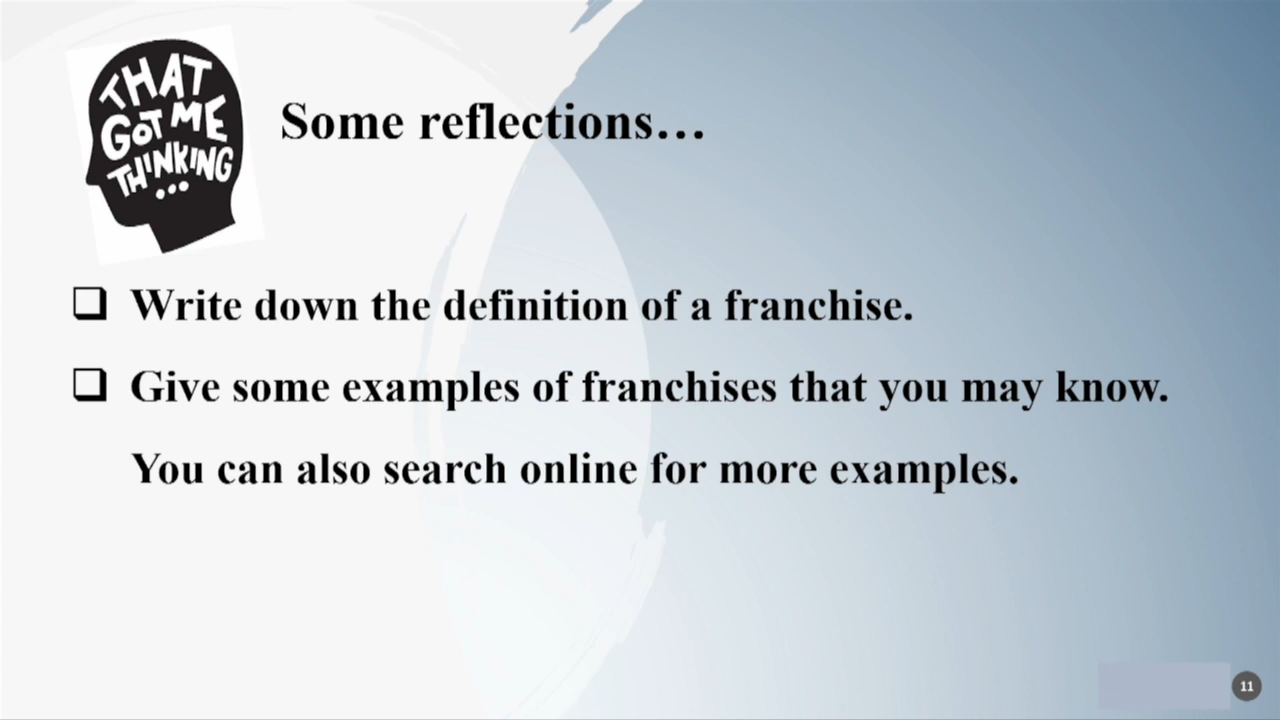 THAT
GOT ME
THINKING
...
Some reflections…
❑ Write down the definition of a franchise.
❑ Give some examples of franchises that you may know.
You can also search online for more examples.
11